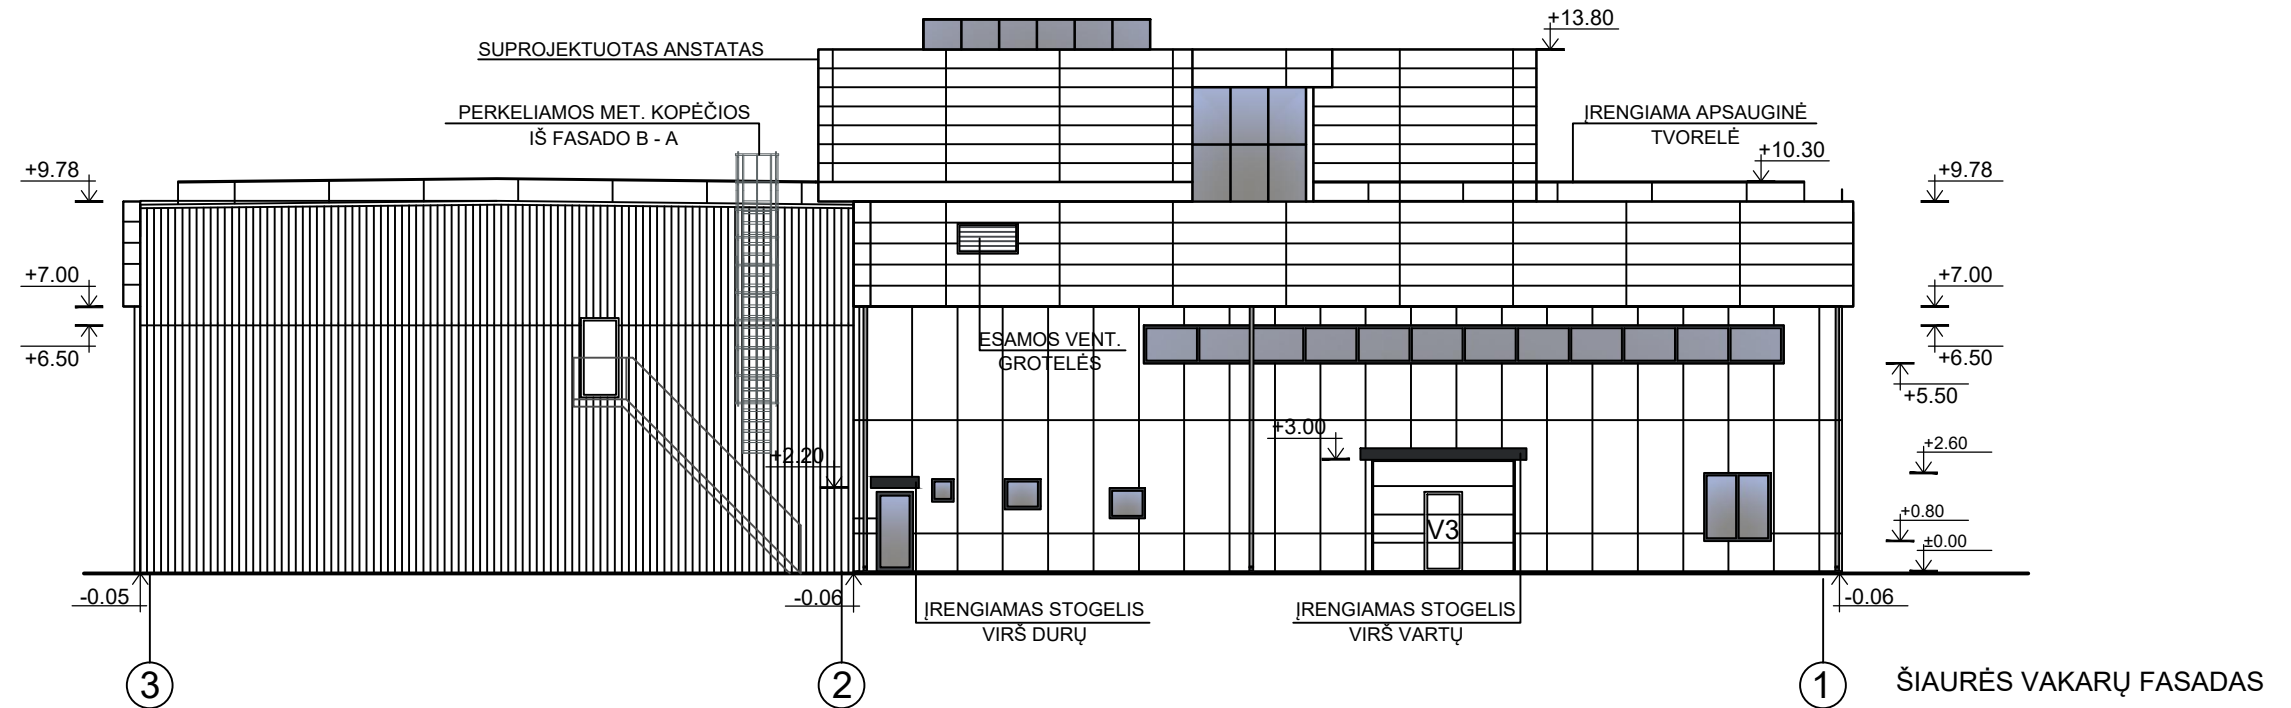 +13.80
SUPROJEKTUOTAS ANSTATAS
PERKELIAMOS MET. KOPĖČIOS
IŠ FASADO B - A
ĮRENGIAMA APSAUGINĖ
TVORELĖ
+10.30
+9.78
+9.78
+7.00
+7.00
+6.50
+6.50
ESAMOS VENT.
GROTELĖS
+5.50
+3.00
+2.60
+2.20
+0.80
V3
±0.00
-0.05
-0.06
-0.06
ĮRENGIAMAS STOGELIS
VIRŠ DURŲ
ĮRENGIAMAS STOGELIS
VIRŠ VARTŲ
3
2
1
ŠIAURĖS VAKARŲ FASADAS